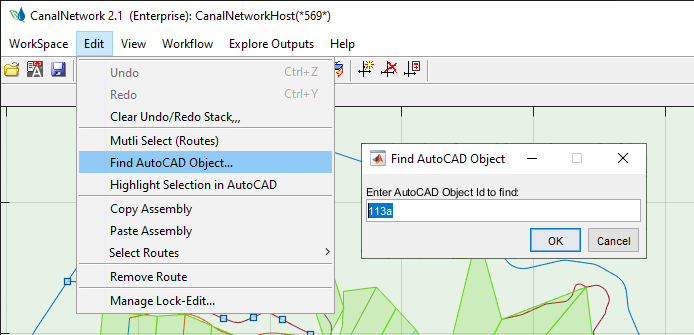 CanalNetwork 2.1 (Enterprise): CanalNetworkHost(*569*)
WorkSpace Edit View Workflow Explore Outputs Help
Undo Ctrl+Z
Redo Ctrl+Y
Clear Undo/Redo Stack,,,
Mutli Select (Routes)
Find AutoCAD Object...
Highlight Selection in AutoCAD
Copy Assembly
Paste Assembly
Select Routes
Remove Route
Manage Lock-Edit...
Find AutoCAD Object
Enter AutoCAD Object Id to find:
113a
OK Cancel